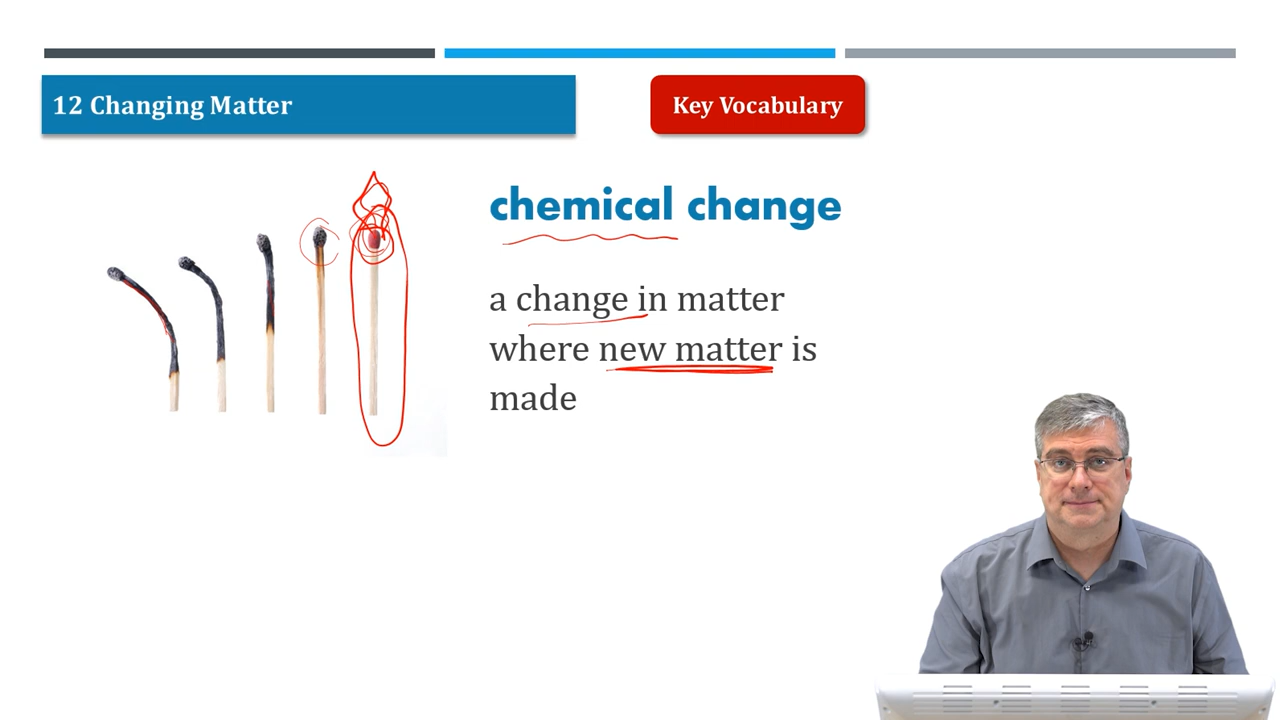 12 Changing Matter
Key Vocabulary
chemical change
a change in matter
where new matter is
made